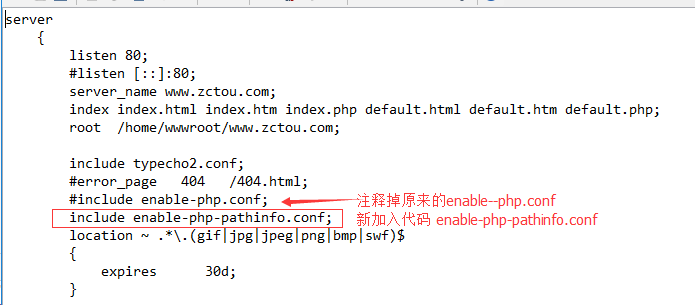 server
{
listen 80;
#listen [::]:80;
server_name www.zctou.com;
index index.html index.htm index.php default.html default.htm default.php;
root  /home/wwwroot/www.zctou.com;
include typecho2.conf;
#error_page   404   /404.html;
#include enable-php.conf; 注释掉原来的enable--php.conf
include enable-php-pathinfo.conf; 新加入代码 enable-php-pathinfo.conf
location ~ .*\.(gif|jpg|jpeg|png|bmp|swf)$
{
expires      30d;
}